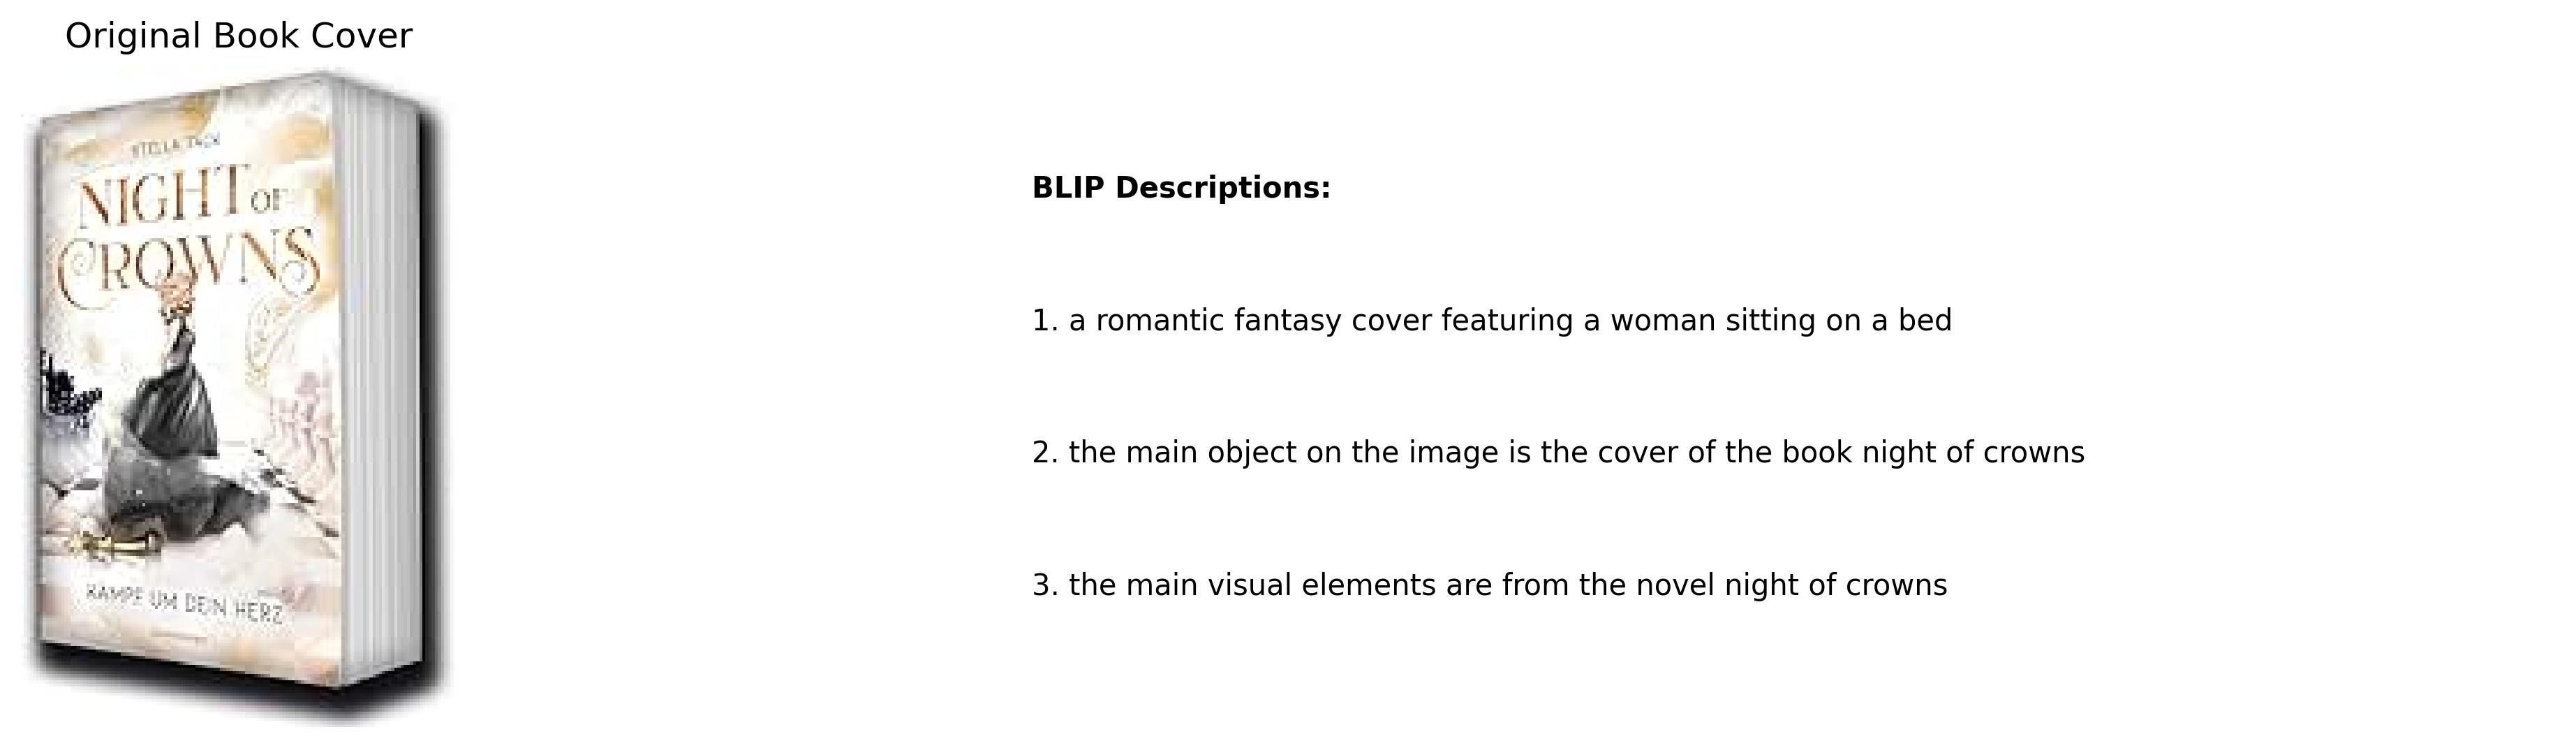 Original Book Cover
STELLA TACK
NIGHT OF
CROWNS
KÄMPF UM DEIN HERZ
BLIP Descriptions:
1. a romantic fantasy cover featuring a woman sitting on a bed
2. the main object on the image is the cover of the book night of crowns
3. the main visual elements are from the novel night of crowns